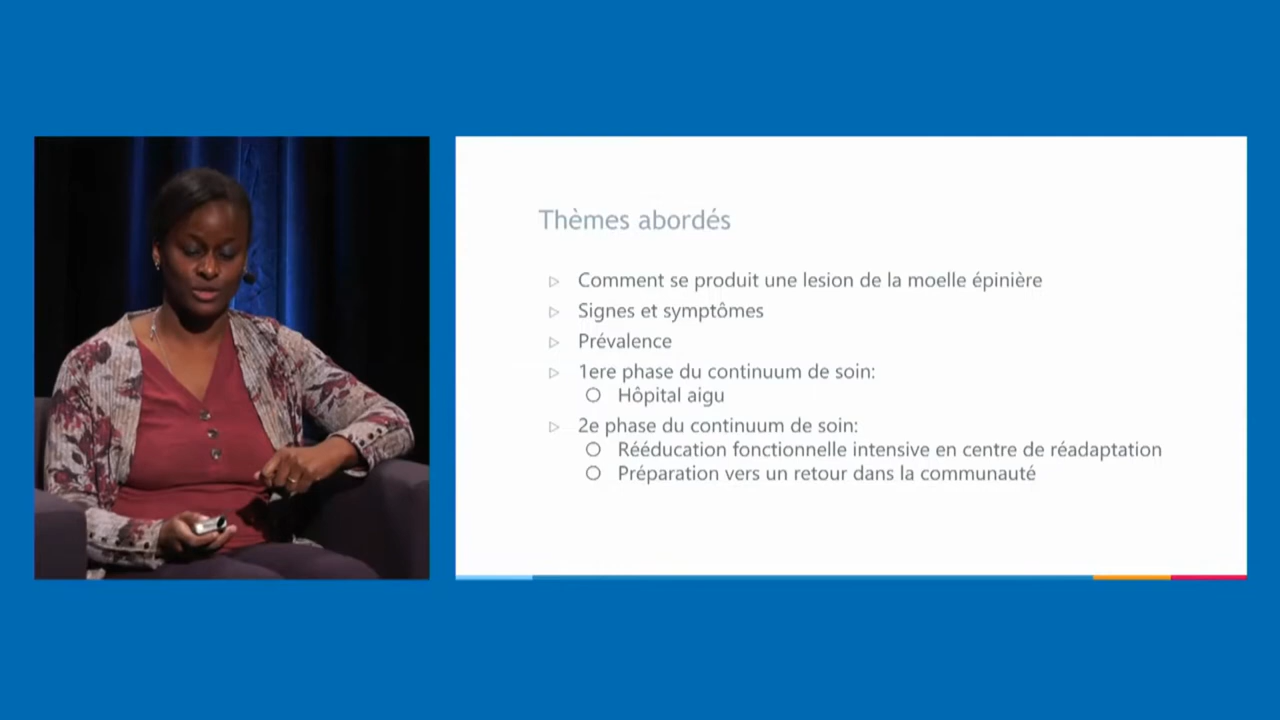 Thèmes abordés
Comment se produit une lesion de la moelle épinière
Signes et symptômes
Prévalence
1ere phase du continuum de soin:
Hôpital aigu
2e phase du continuum de soin:
Rééducation fonctionnelle intensive en centre de réadaptation
Préparation vers un retour dans la communauté